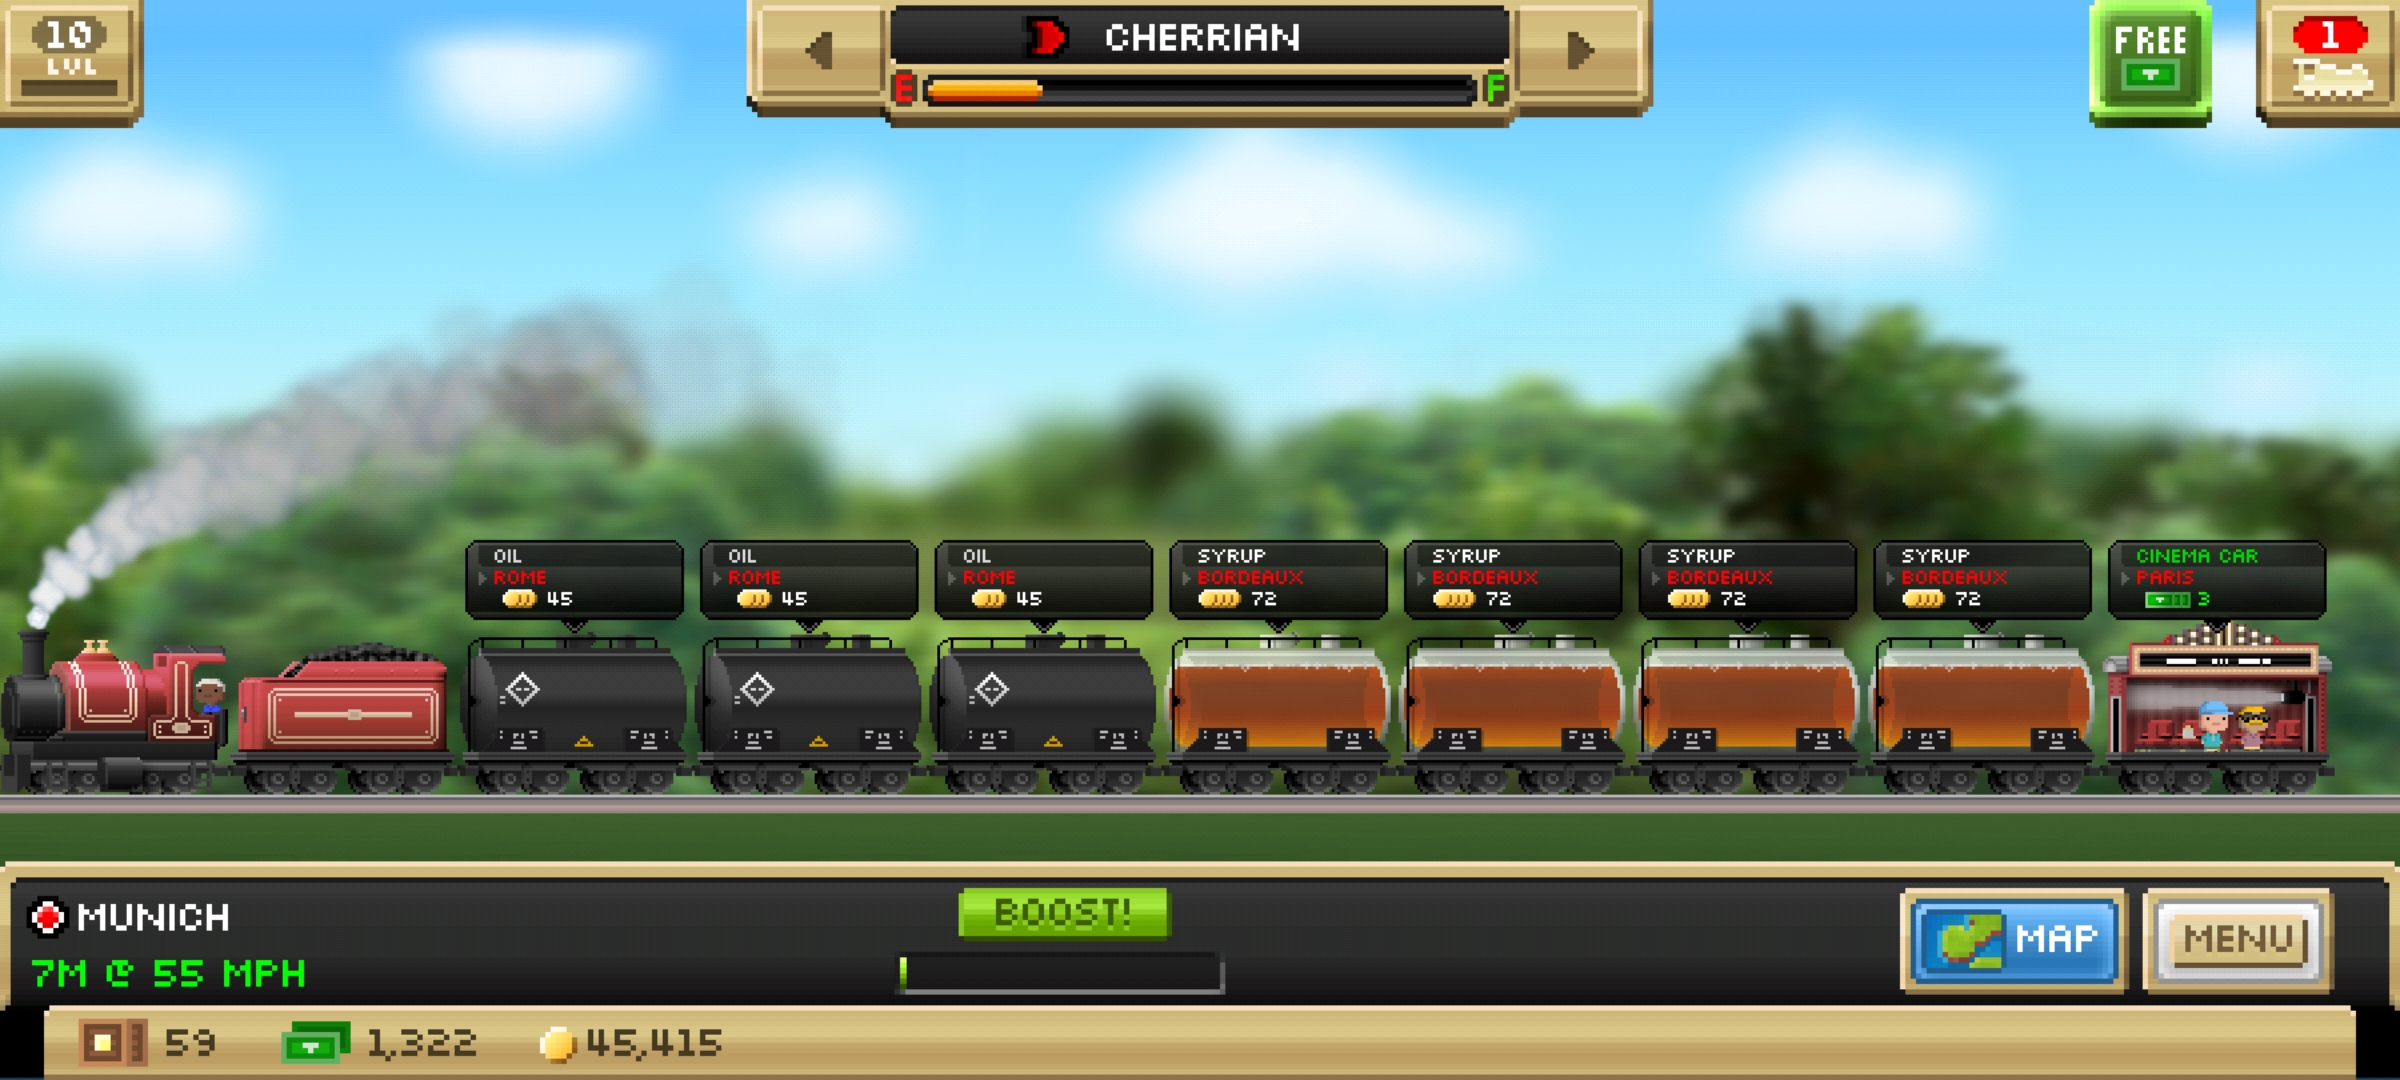 10
LVL
CHERRIAN
E F
FREE
1
OIL
ROME
45
OIL
ROME
45
OIL
ROME
45
SYRUP
BORDEAUX
72
SYRUP
BORDEAUX
72
SYRUP
BORDEAUX
72
SYRUP
BORDEAUX
72
CINEMA CAR
PARIS
3
MUNICH
7M @ 55 MPH
BOOST!
MAP
MENU
59 1,322 45,415